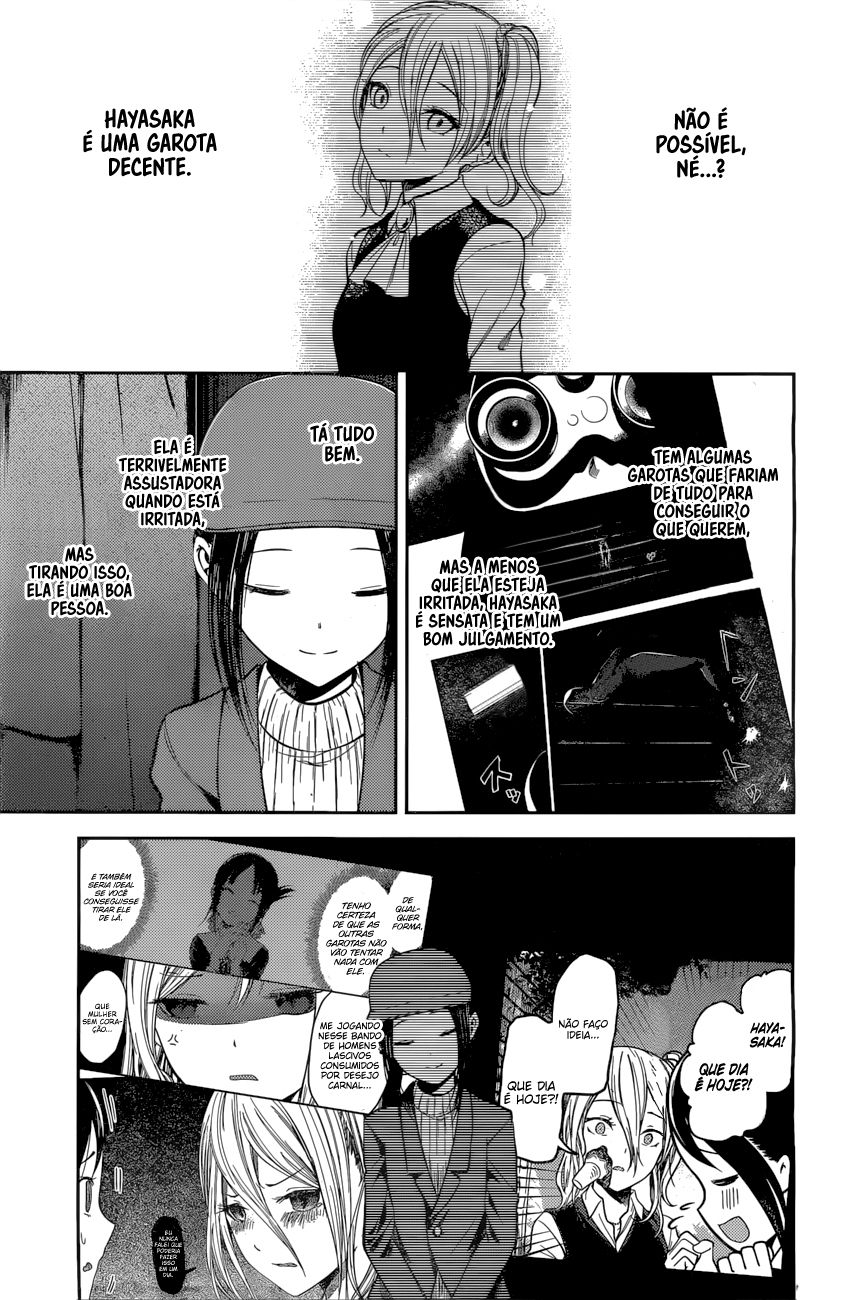 NÃO É
POSSÍVEL,
NÉ...?
HAYASAKA
É UMA GAROTA
DECENTE.
TEM ALGUMAS
GAROTAS QUE FARIAM
DE TUDO PARA
CONSEGUIR O
QUE QUEREM,
MAS A MENOS
QUE ELA ESTEJA
IRRITADA, HAYASAKA
É SENSATA E TEM UM
BOM JULGAMENTO.
TÁ TUDO
BEM.
ELA É
TERRIVELMENTE
ASSUSTADORA
QUANDO ESTÁ
IRRITADA,
MAS
TIRANDO ISSO,
ELA É UMA BOA
PESSOA.
HAYA-
SAKA!
QUE DIA
É HOJE?!
NÃO FAÇO
IDEIA...
QUE DIA
É HOJE?!
DE
QUAL-
QUER
FORMA,
TENHO
CERTEZA
DE QUE AS
OUTRAS
GAROTAS NÃO
VÃO TENTAR
NADA COM
ELE.
E TAMBÉM
SERIA IDEAL
SE VOCÊ
CONSEGUISSE
TIRAR ELE
DE LÁ.
ME JOGANDO
NESSE BANDO
DE HOMENS
LASCIVOS
CONSUMIDOS
POR DESEJO
CARNAL...
QUE
MULHER
SEM CORA-
ÇÃO...
EU
NUNCA
FALEI QUE
PODERIA
FAZER
ISSO
EM UM
DIA.